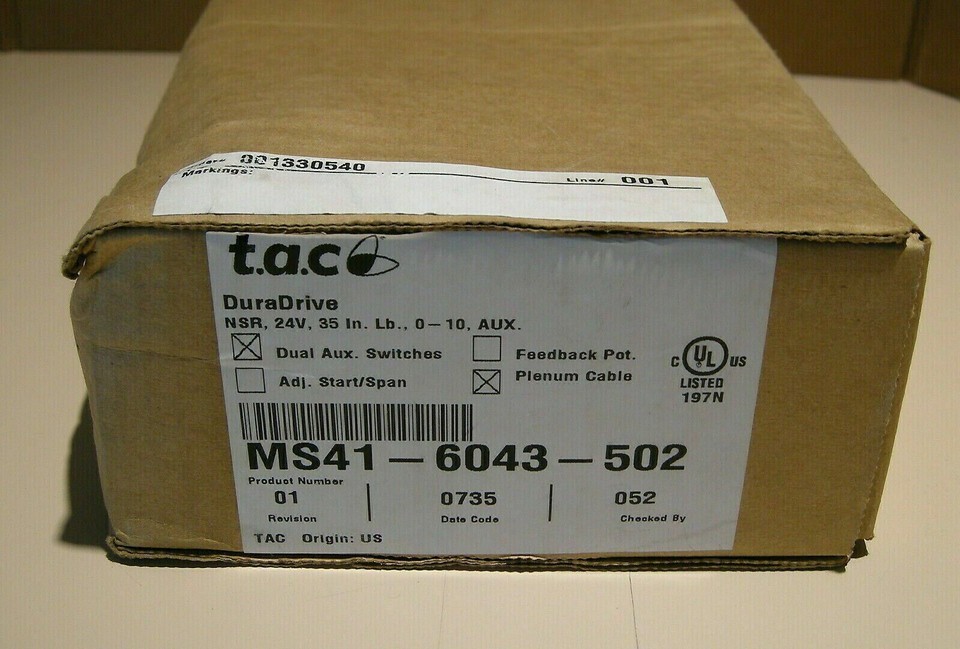 001330540
Markings:
Line# 001
t.a.c
DuraDrive
NSR, 24V, 35 In. Lb., 0-10, AUX.
Dual Aux. Switches Feedback Pot.
Adj. Start/Span Plenum Cable
C UL US
LISTED
197N
MS41-6043-502
Product Number
01 0735 052
Revision Date Code Checked By
TAC Origin: US